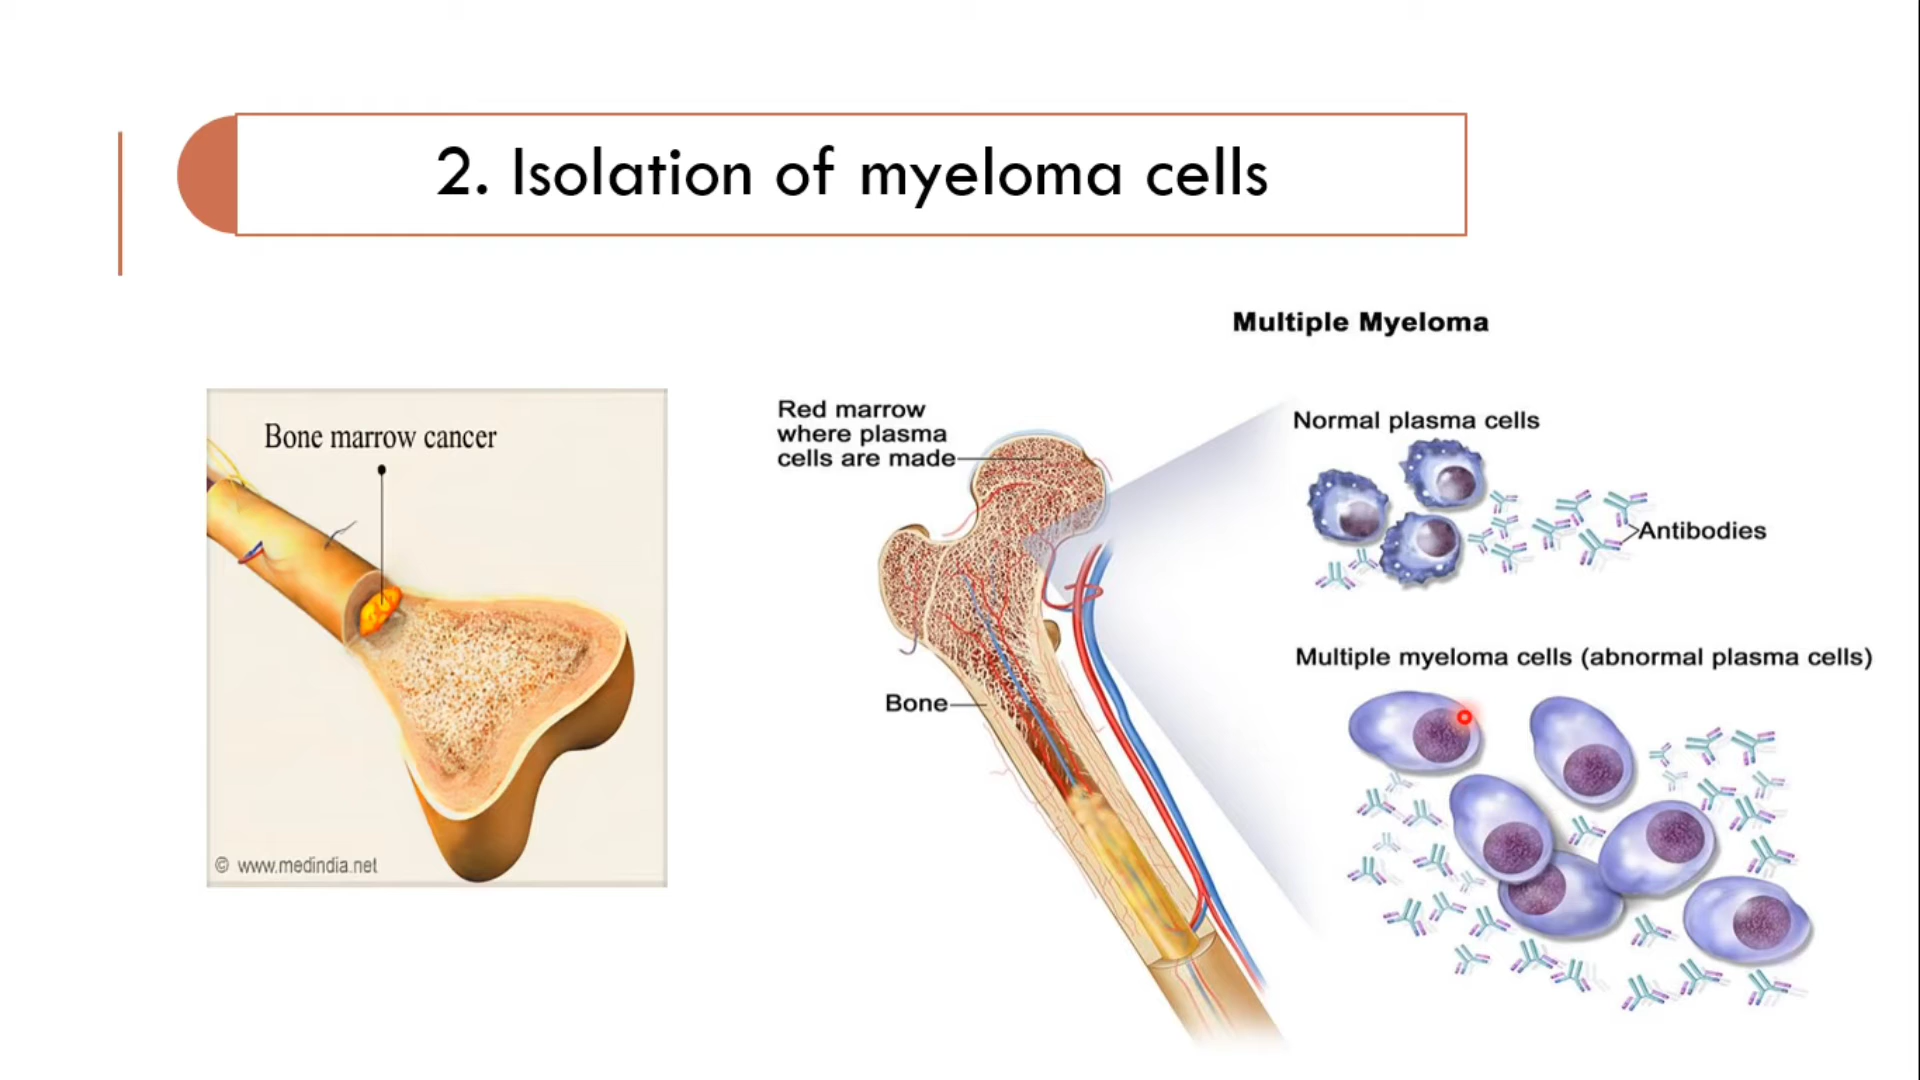 2. Isolation of myeloma cells
Multiple Myeloma
Bone marrow cancer
© www.medindia.net
Red marrow
where plasma
cells are made
Bone
Normal plasma cells
Antibodies
Multiple myeloma cells (abnormal plasma cells)